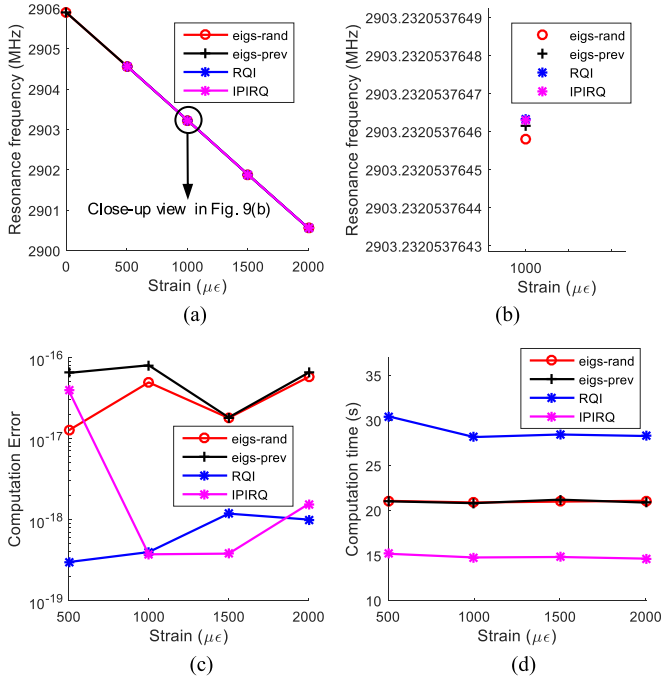 2906
2904
2903
2901
2900
0
500
1000
1500
2000
Resonance frequency (MHz)
Strain (με)
eigs-rand
eigs-prev
RQI
IPIRQ
Close-up view in Fig. 9(b)
(a)
2903.2320537649
2903.2320537648
2903.2320537647
2903.2320537646
2903.2320537645
2903.2320537644
2903.2320537643
1000
Resonance frequency (MHz)
Strain (με)
eigs-rand
eigs-prev
RQI
IPIRQ
(b)
10-16
10-17
10-18
10-19
500
1000
1500
2000
Computation Error
Strain (με)
eigs-rand
eigs-prev
RQI
IPIRQ
(c)
35
30
25
20
15
10
500
1000
1500
2000
Computation time (s)
Strain (με)
eigs-rand
eigs-prev
RQI
IPIRQ
(d)